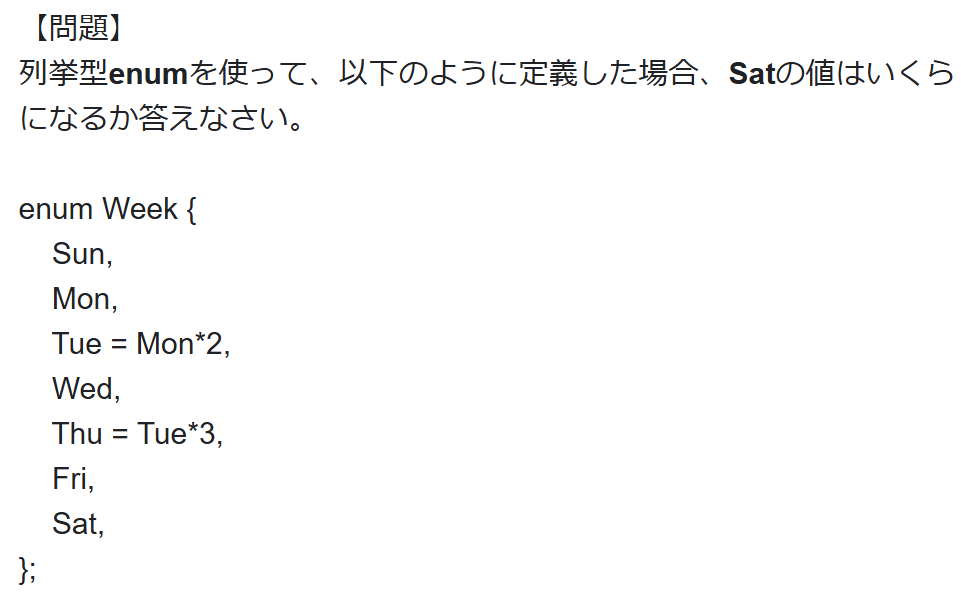 【問題】
列挙型enumを使って、以下のように定義した場合、Satの値はいくら
になるか答えなさい。
enum Week {
Sun,
Mon,
Tue = Mon*2,
Wed,
Thu = Tue*3,
Fri,
Sat,
};